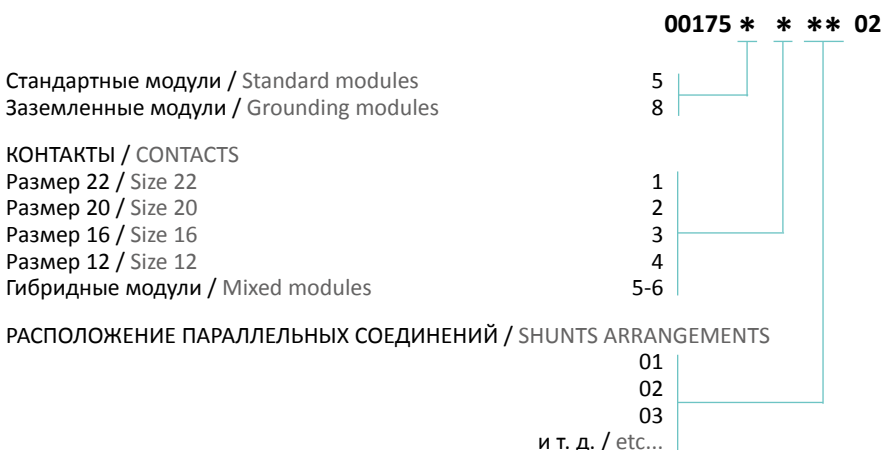 00175 * * ** 02
Стандартные модули / Standard modules 5
Заземленные модули / Grounding modules 8
КОНТАКТЫ / CONTACTS
Размер 22 / Size 22 1
Размер 20 / Size 20 2
Размер 16 / Size 16 3
Размер 12 / Size 12 4
Гибридные модули / Mixed modules 5-6
РАСПОЛОЖЕНИЕ ПАРАЛЛЕЛЬНЫХ СОЕДИНЕНИЙ / SHUNTS ARRANGEMENTS
01
02
03
и т. д. / etc...